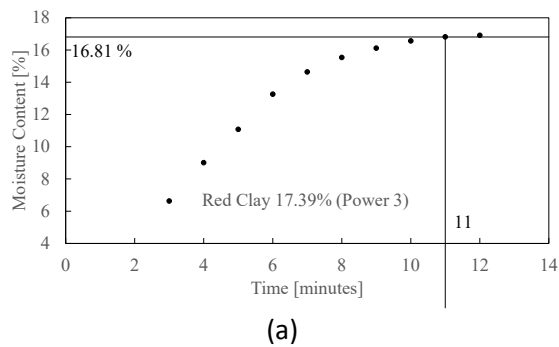 18
16
14
12
10
8
6
4
16.81 %
Red Clay 17.39% (Power 3)
11
0 2 4 6 8 10 12 14
Moisture Content [%]
Time [minutes]
(a)